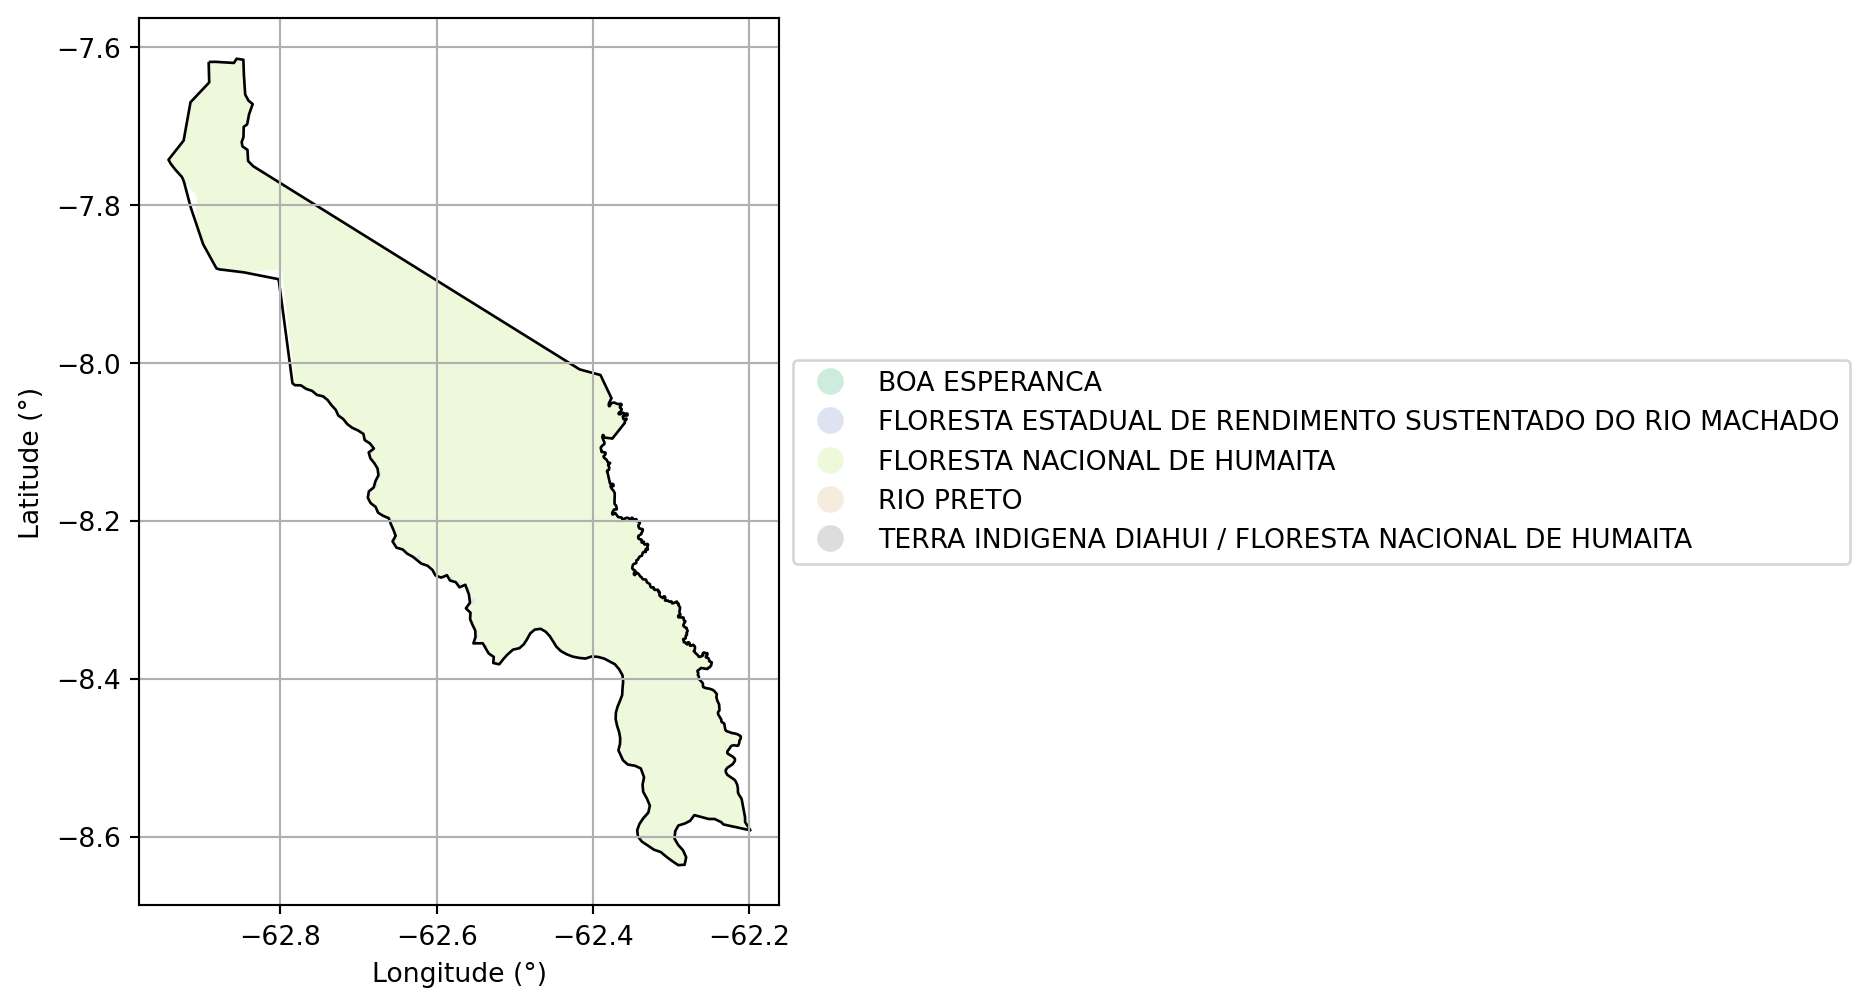 −7.6
−7.8
−8.0
−8.2
−8.4
−8.6
Latitude (°)
−62.8
−62.6
−62.4
−62.2
Longitude (°)
BOA ESPERANCA
FLORESTA ESTADUAL DE RENDIMENTO SUSTENTADO DO RIO MACHADO
FLORESTA NACIONAL DE HUMAITA
RIO PRETO
TERRA INDIGENA DIAHUI / FLORESTA NACIONAL DE HUMAITA